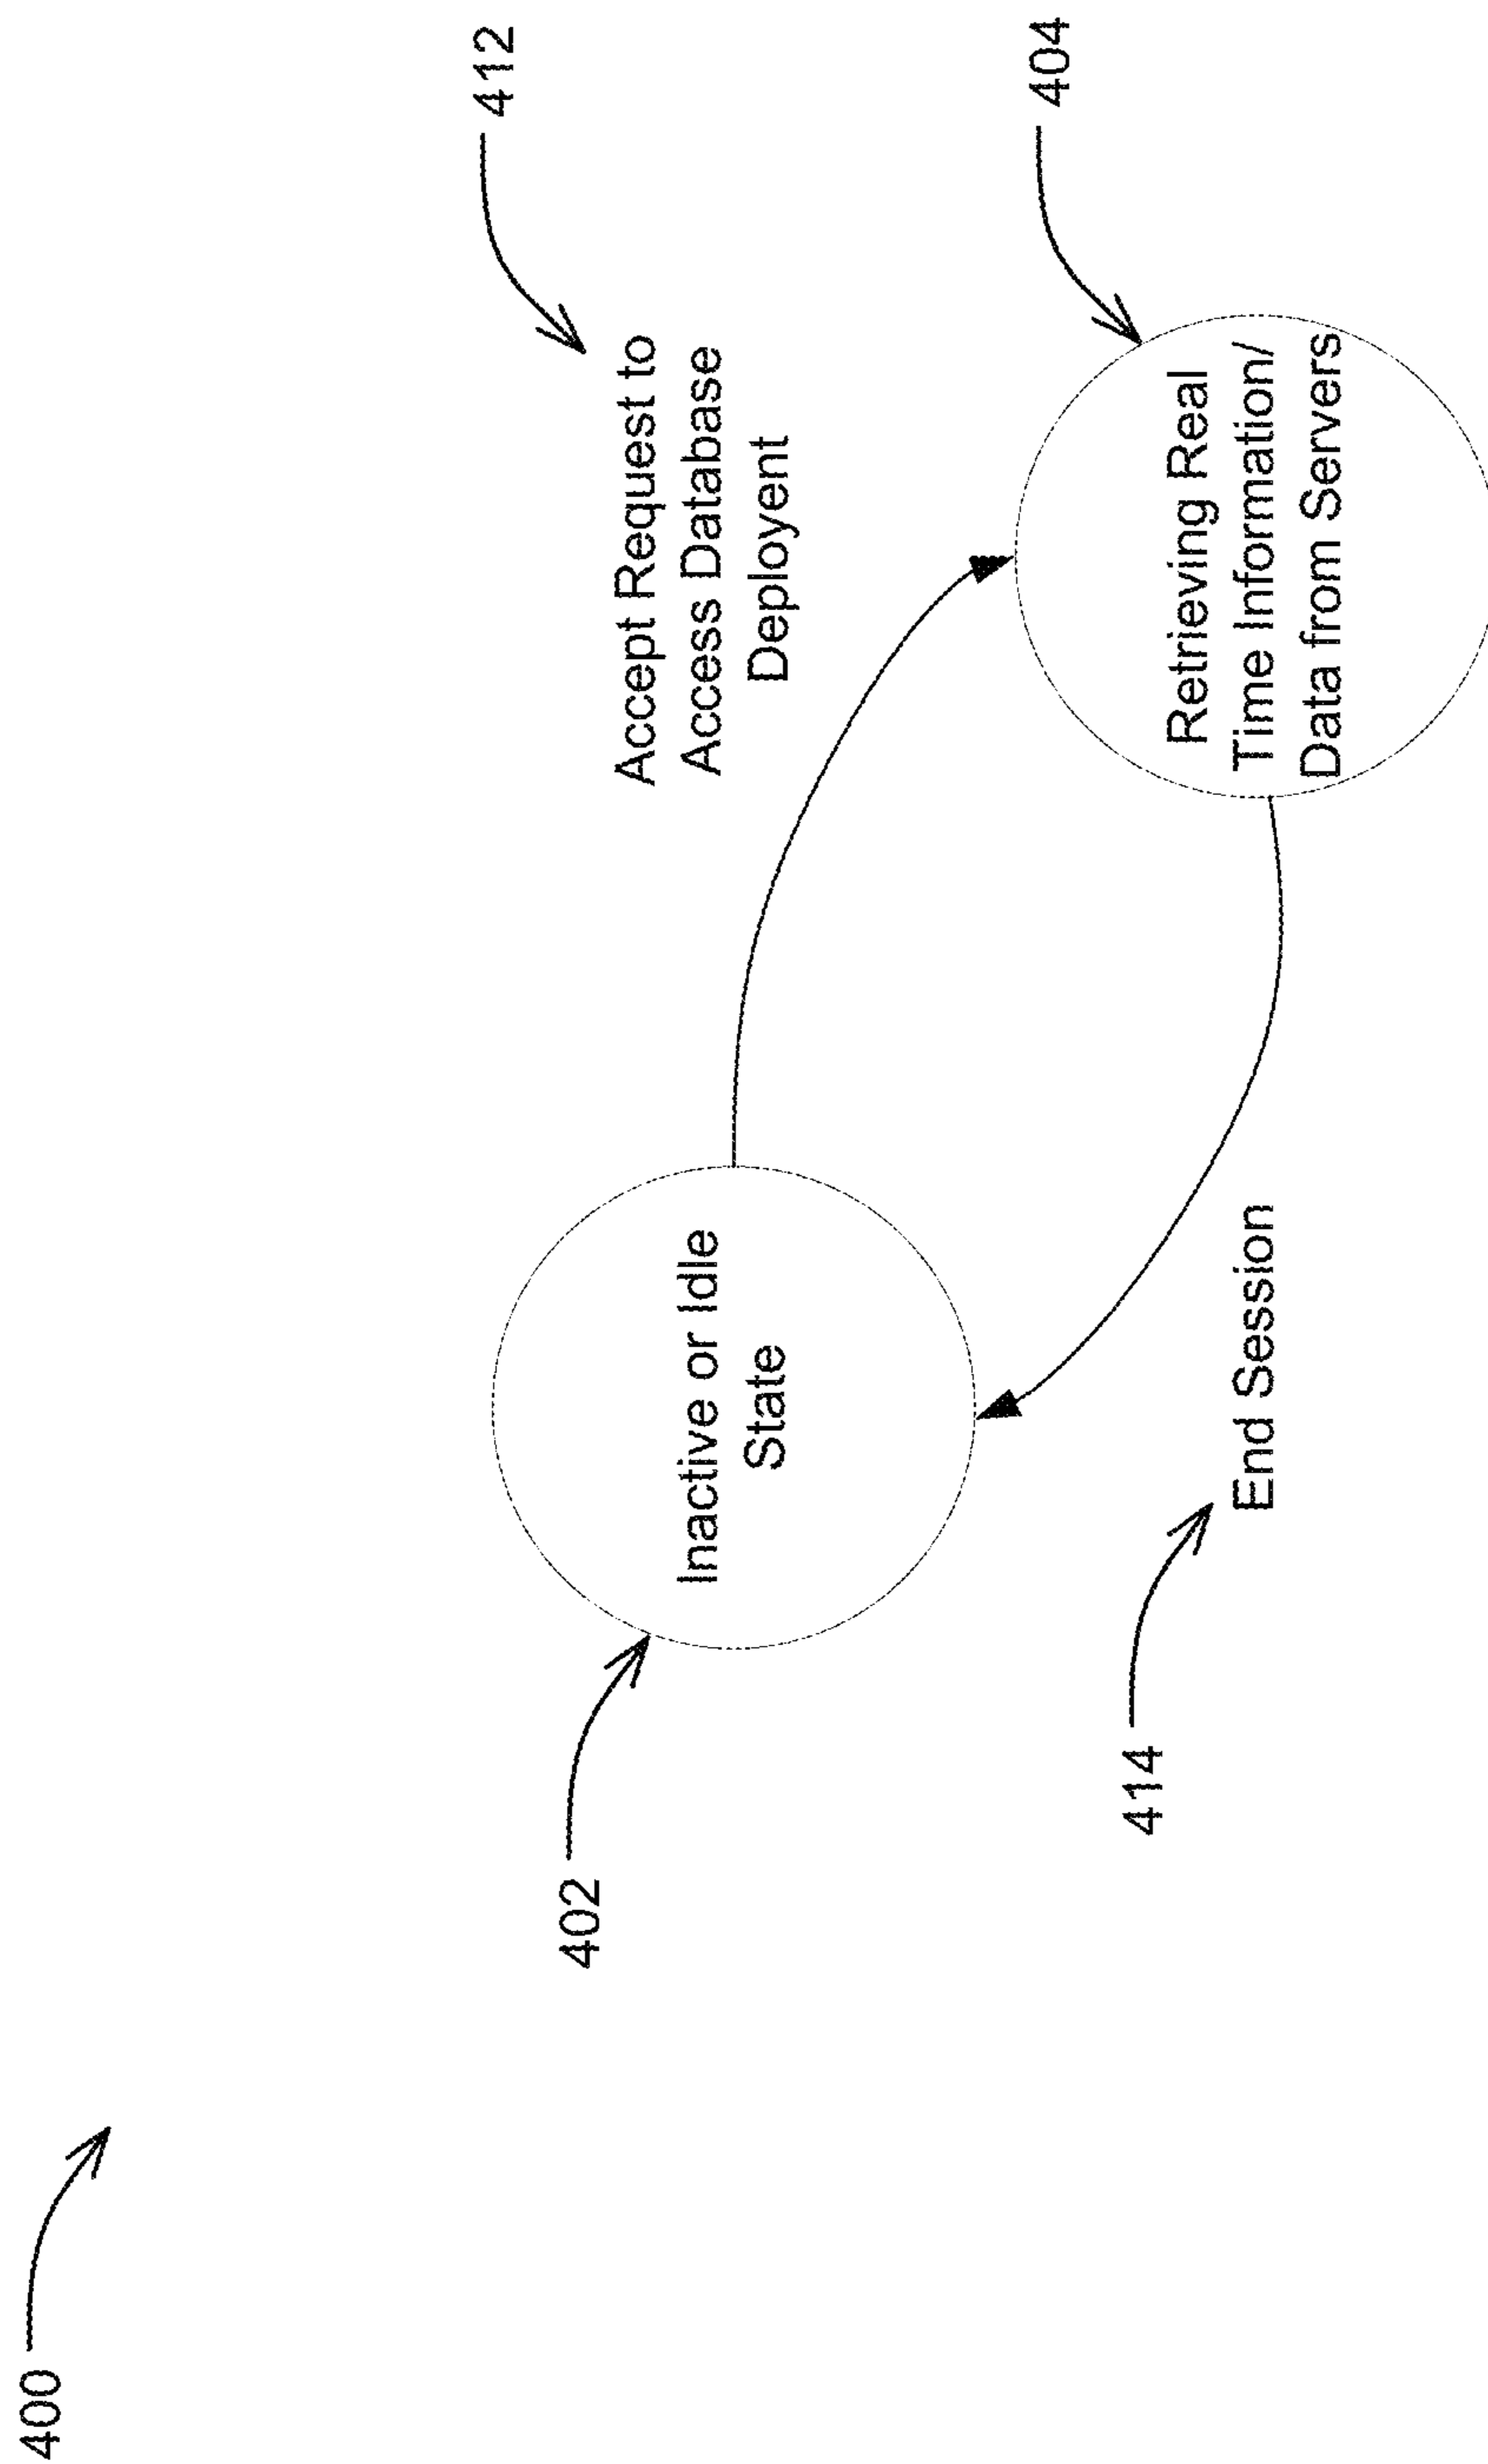 400
412
Accept Request to
Access Database
Deployent
402
Inactive or Idle
State
404
Retrieving Real
Time Information/
Data from Servers
414
End Session